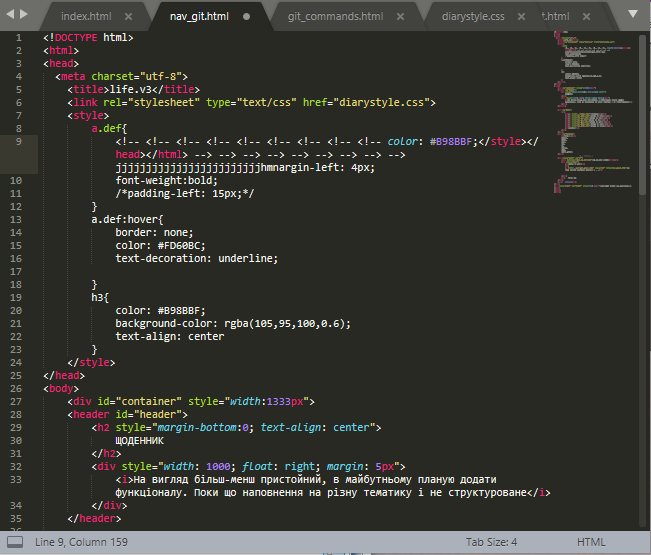 index.html × nav_git.html git_commands.html × diarystyle.css × t.html ×
1 <!DOCTYPE html>
2 <html>
3 <head>
4 <meta charset="utf-8">
5 <title>life.v3</title>
6 <link rel="stylesheet" type="text/css" href="diarystyle.css">
7 <style>
8 a.def{
9 <!-- <!-- <!-- <!-- <!-- <!-- <!-- <!-- color: #B98BBF;</style></
head></html> --> --> --> --> --> --> --> -->
jjjjjjjjjjjjjjjjjjjjjjjjhmnargin-left: 4px;
10 font-weight:bold;
11 /*padding-left: 15px;*/
12 }
13 a.def:hover{
14 border: none;
15 color: #FD60BC;
16 text-decoration: underline;
17
18 }
19 h3{
20 color: #B98BBF;
21 background-color: rgba(105,95,100,0.6);
22 text-align: center
23 }
24 </style>
25 </head>
26 <body>
27 <div id="container" style="width:1333px">
28 <header id="header">
29 <h2 style="margin-bottom:0; text-align: center">
30 ЩОДЕННИК
31 </h2>
32 <div style="width: 1000; float: right; margin: 5px">
33 <i>На вигляд більш-менш пристойний, в майбутньому планую додати
функціоналу. Поки що наповнення на різну тематику і не структуроване</i>
34 </div>
35 </header>
Line 9, Column 159 Tab Size: 4 HTML